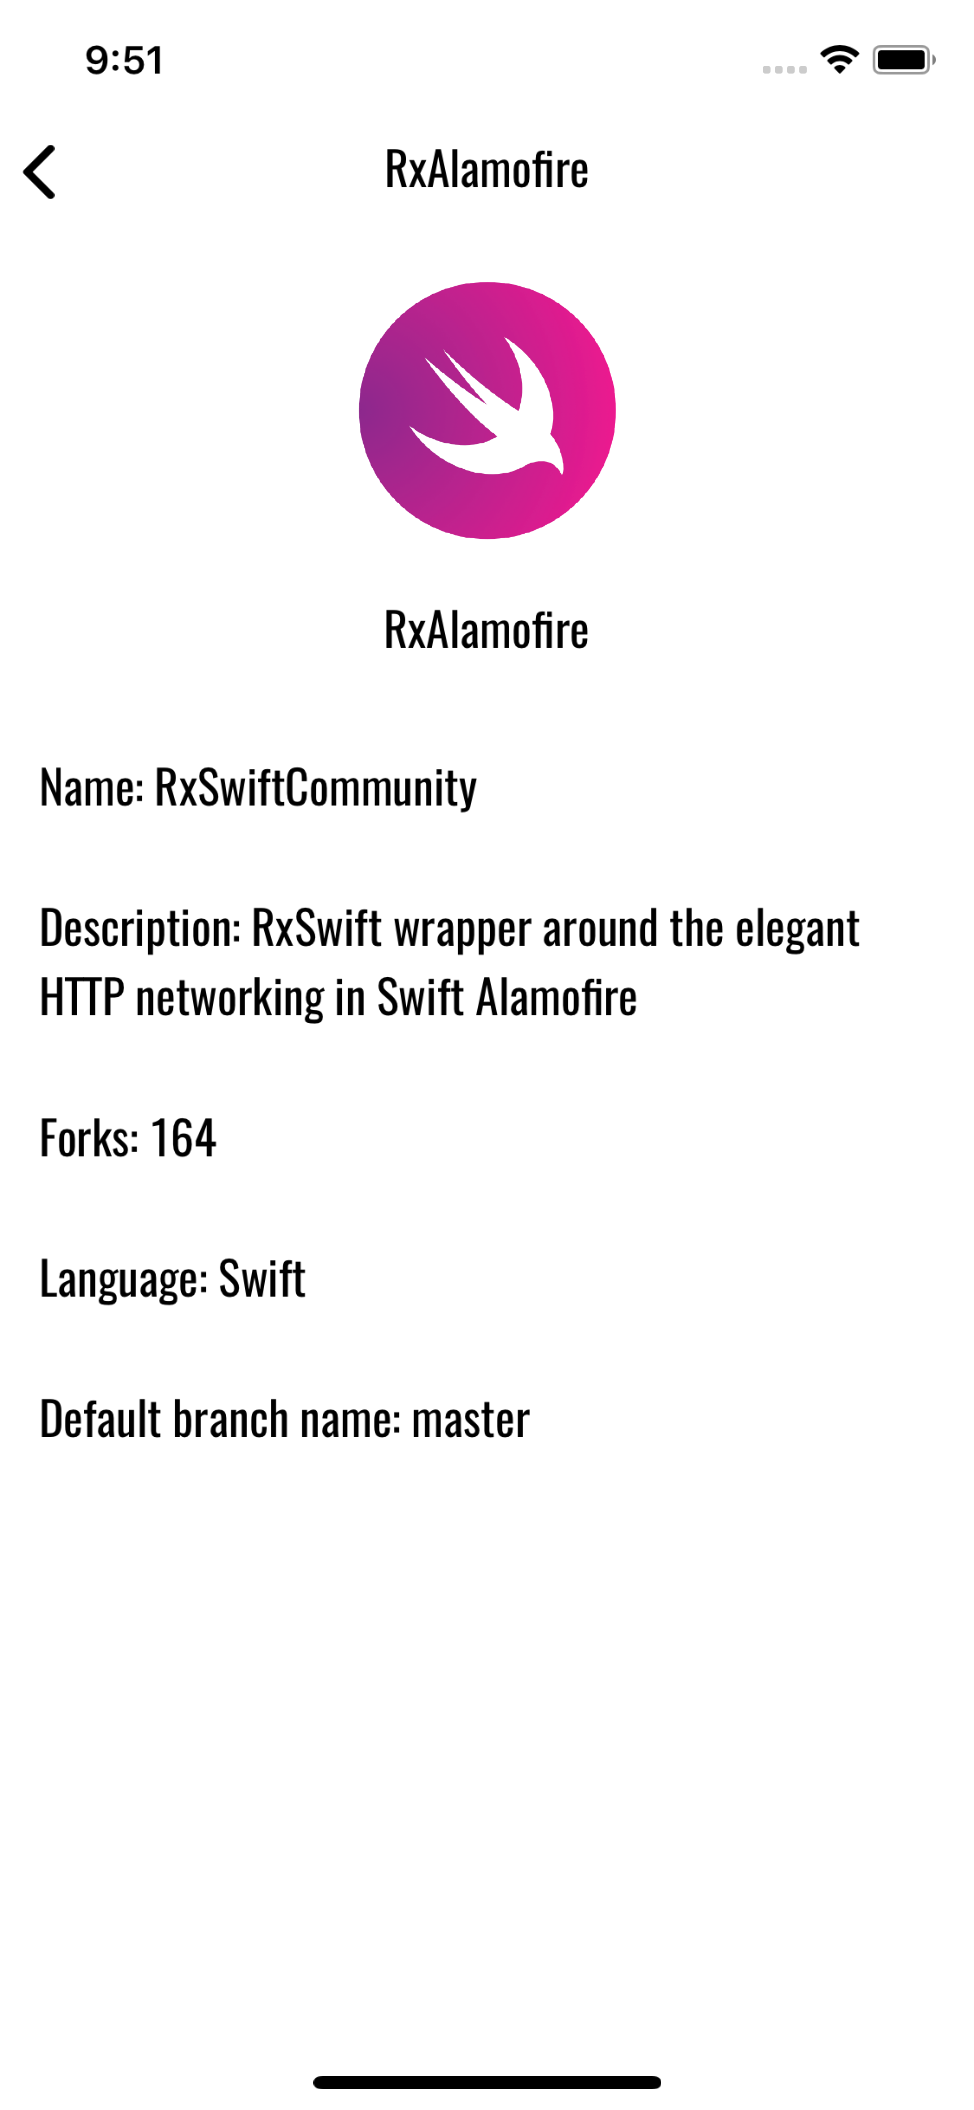 9:51
RxAlamofire
RxAlamofire
Name: RxSwiftCommunity
Description: RxSwift wrapper around the elegant
HTTP networking in Swift Alamofire
Forks: 164
Language: Swift
Default branch name: master